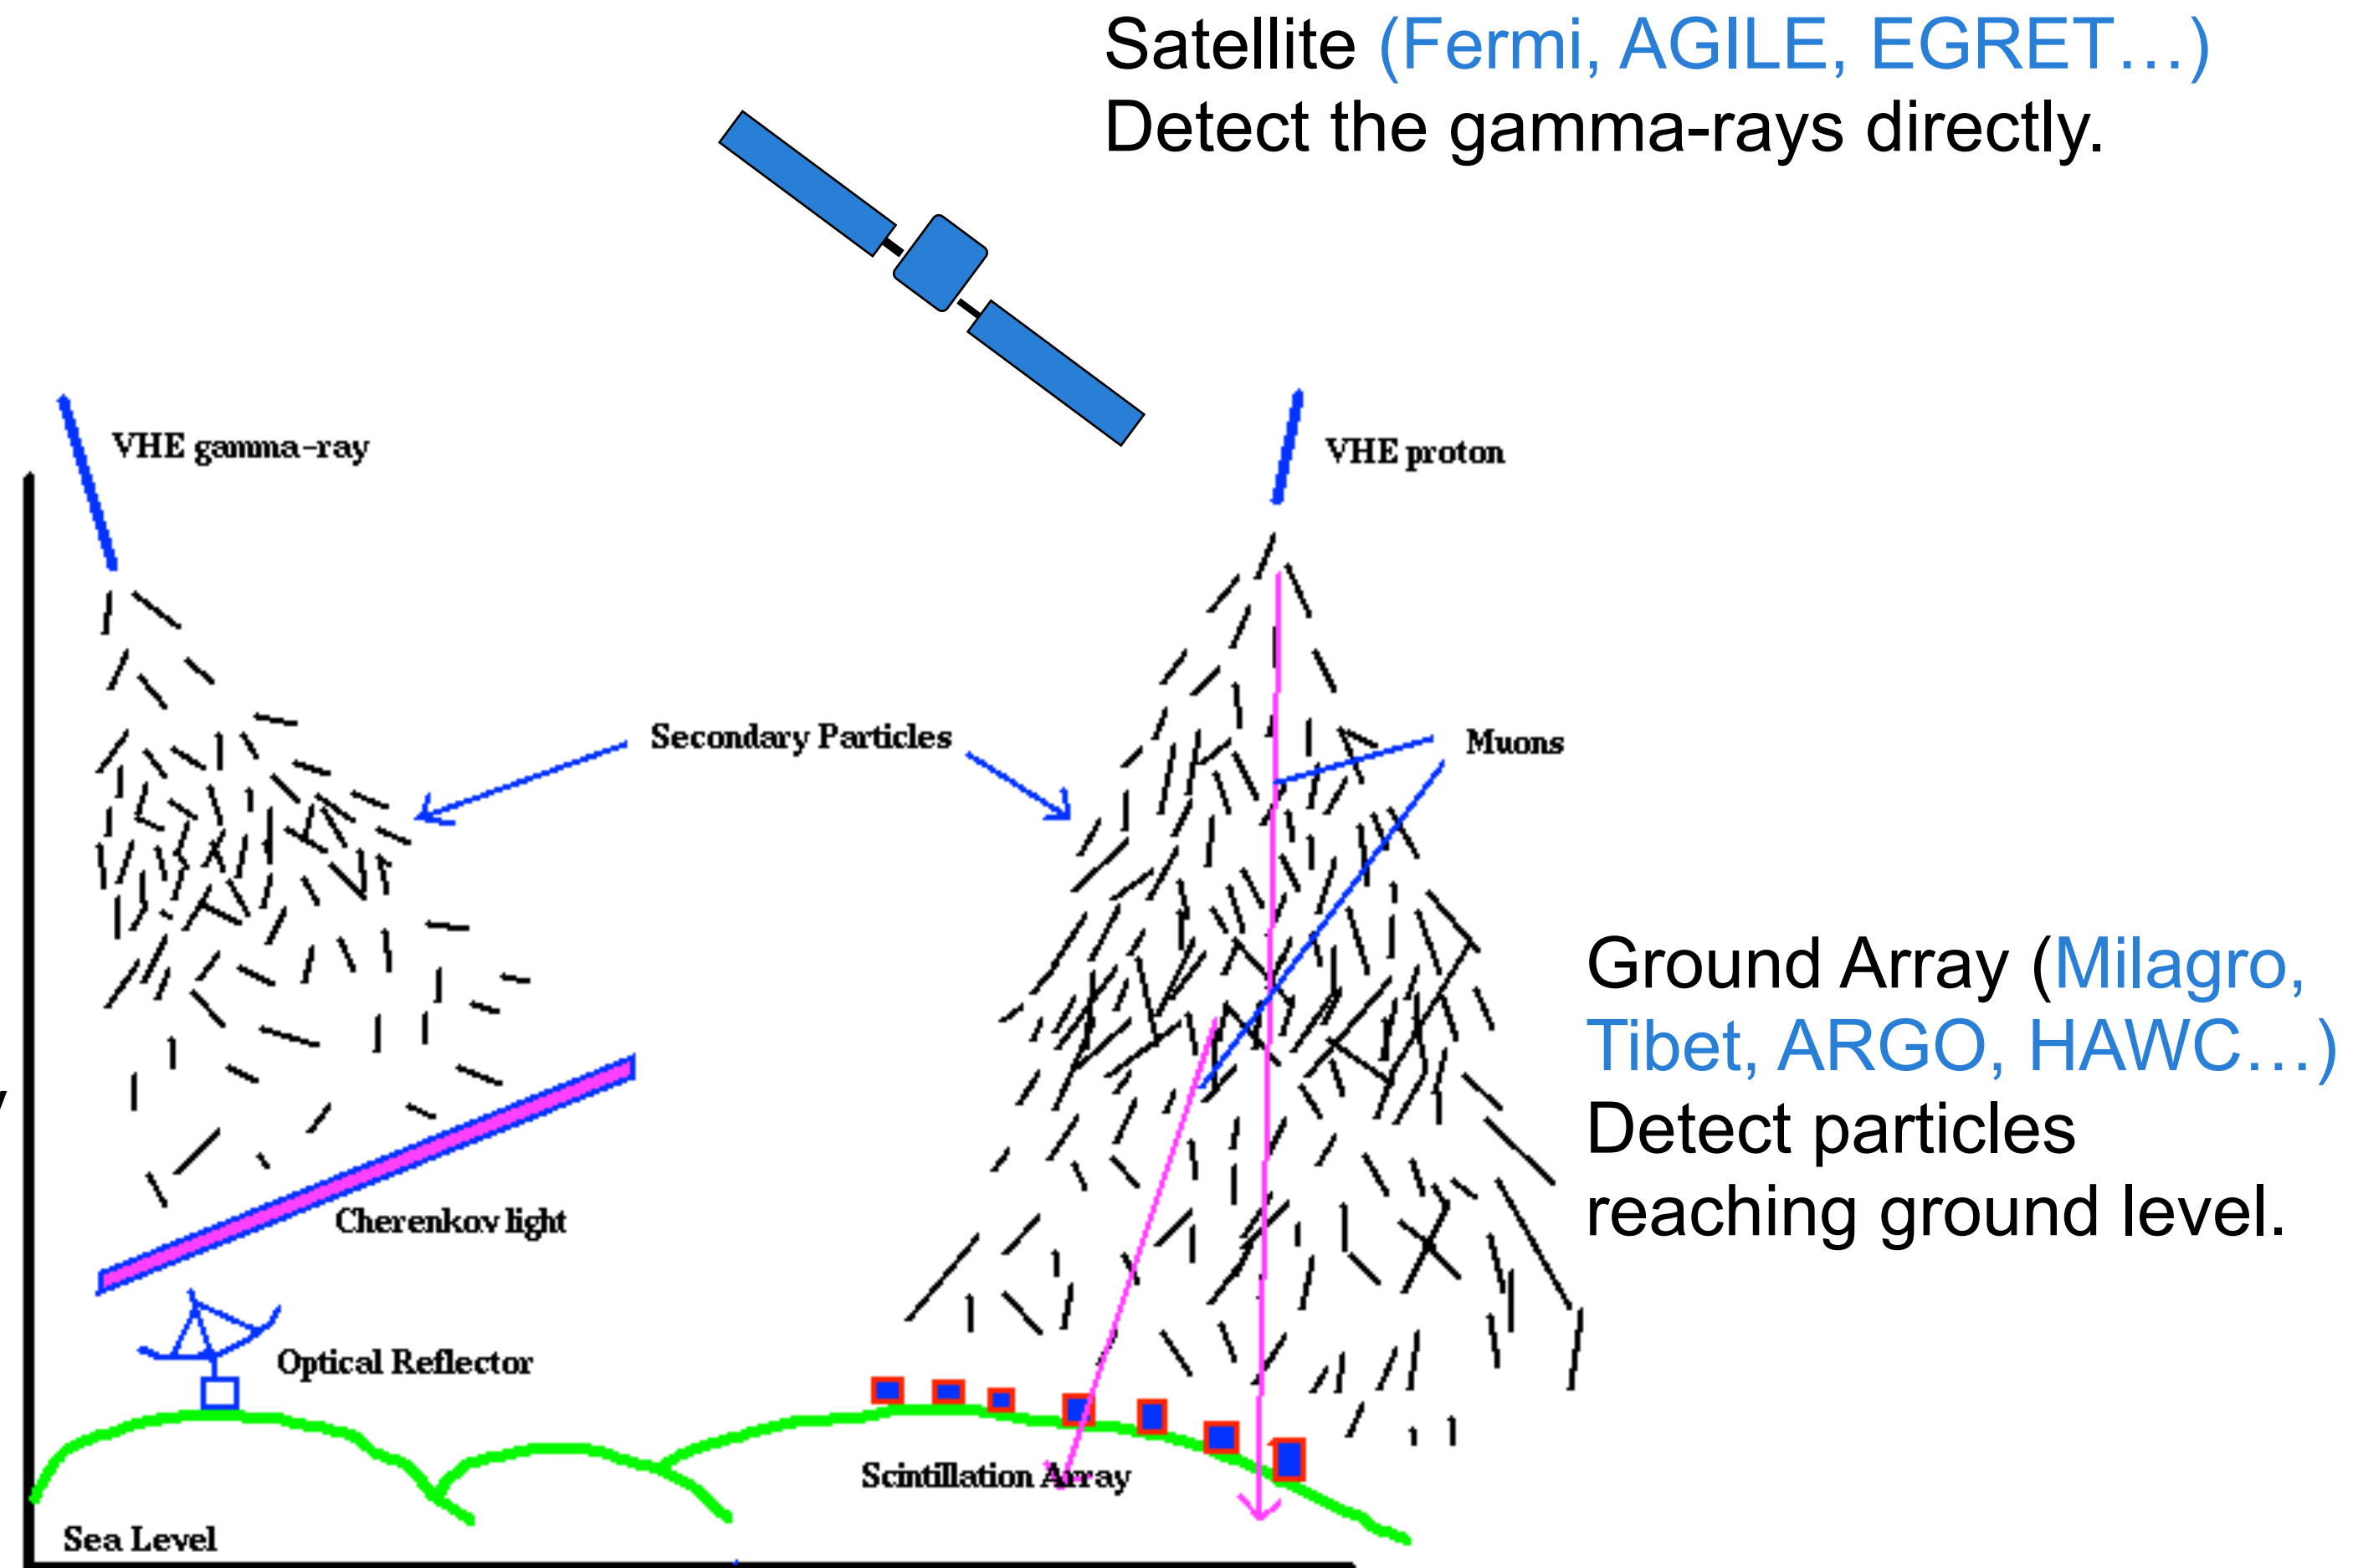 Satellite (Fermi, AGILE, EGRET…)
Detect the gamma-rays directly.
VHE gamma-ray
VHE proton
Secondary Particles
Muons
Ground Array (Milagro,
Tibet, ARGO, HAWC…)
Detect particles
reaching ground level.
Cherenkov light
Optical Reflector
Scintillation Array
Sea Level